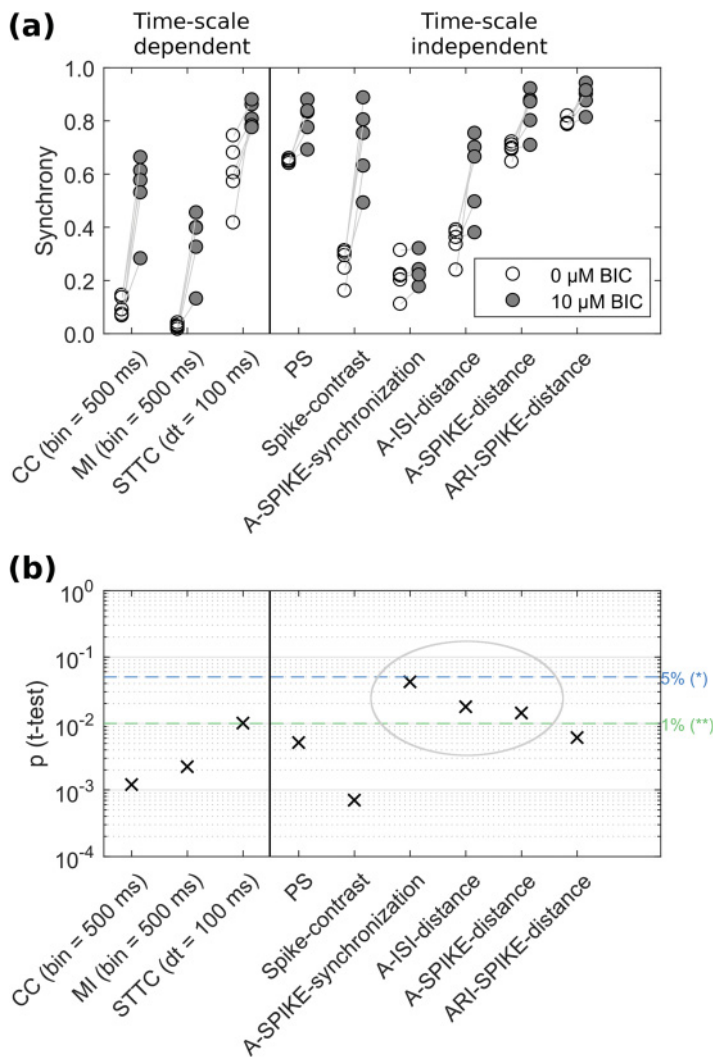 (a)
Time-scale
dependent
Time-scale
independent
1.0
0.8
0.6
0.4
0.2
0.0
Synchrony
0 µM BIC
10 µM BIC
CC (bin = 500 ms)
MI (bin = 500 ms)
STTC (dt = 100 ms)
PS
Spike-contrast
A-SPIKE-synchronization
A-ISI-distance
A-SPIKE-distance
ARI-SPIKE-distance
(b)
10⁰
10⁻¹
10⁻²
10⁻³
10⁻⁴
p (t-test)
5% (*)
1% (**)
CC (bin = 500 ms)
MI (bin = 500 ms)
STTC (dt = 100 ms)
PS
Spike-contrast
A-SPIKE-synchronization
A-ISI-distance
A-SPIKE-distance
ARI-SPIKE-distance